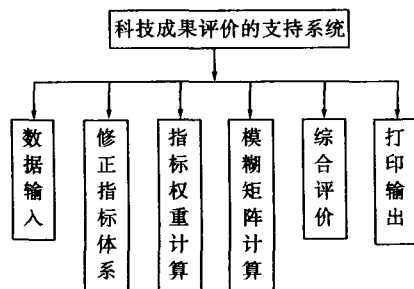 科技成果评价的支持系统
数据输入
修正指标体系
指标权重计算
模糊矩阵计算
综合评价
打印输出